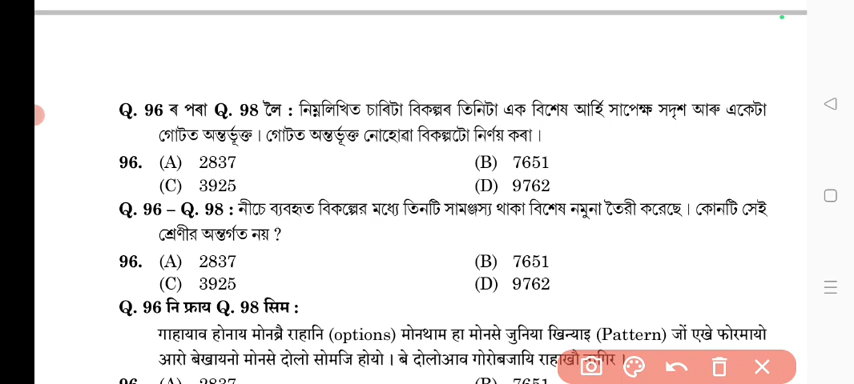 Q. 96 ৰ পৰা Q. 98 লৈ : নিম্নলিখিত চাৰিটা বিকল্পৰ তিনিটা এক বিশেষ আৰ্হি সাপেক্ষ সদৃশ আৰু একেটা
গোটত অন্তৰ্ভূক্ত । গোটত অন্তৰ্ভূক্ত নোহোৱা বিকল্পটো নিৰ্ণয় কৰা ।
96. (A) 2837 (B) 7651
(C) 3925 (D) 9762
Q. 96 – Q. 98 : নীচে ব্যবহৃত বিকল্পের মধ্যে তিনটি সামঞ্জস্য থাকা বিশেষ নমুনা তৈরী করেছে । কোনটি সেই
শ্রেণীর অন্তর্গত নয় ?
96. (A) 2837 (B) 7651
(C) 3925 (D) 9762
Q. 96 नि फ्राय Q. 98 सिम :
गाहायाव होनाय मोनब्रै राहानि (options) मोनथाम हा मोनसे जुनिया खिन्याइ (Pattern) जों एखे फोरमायो
आरो बेखायनो मोनसे दोलो सोमजि होयो । बे दोलोआव गोरोबजायि
96. (A) 2837 (B) 7651